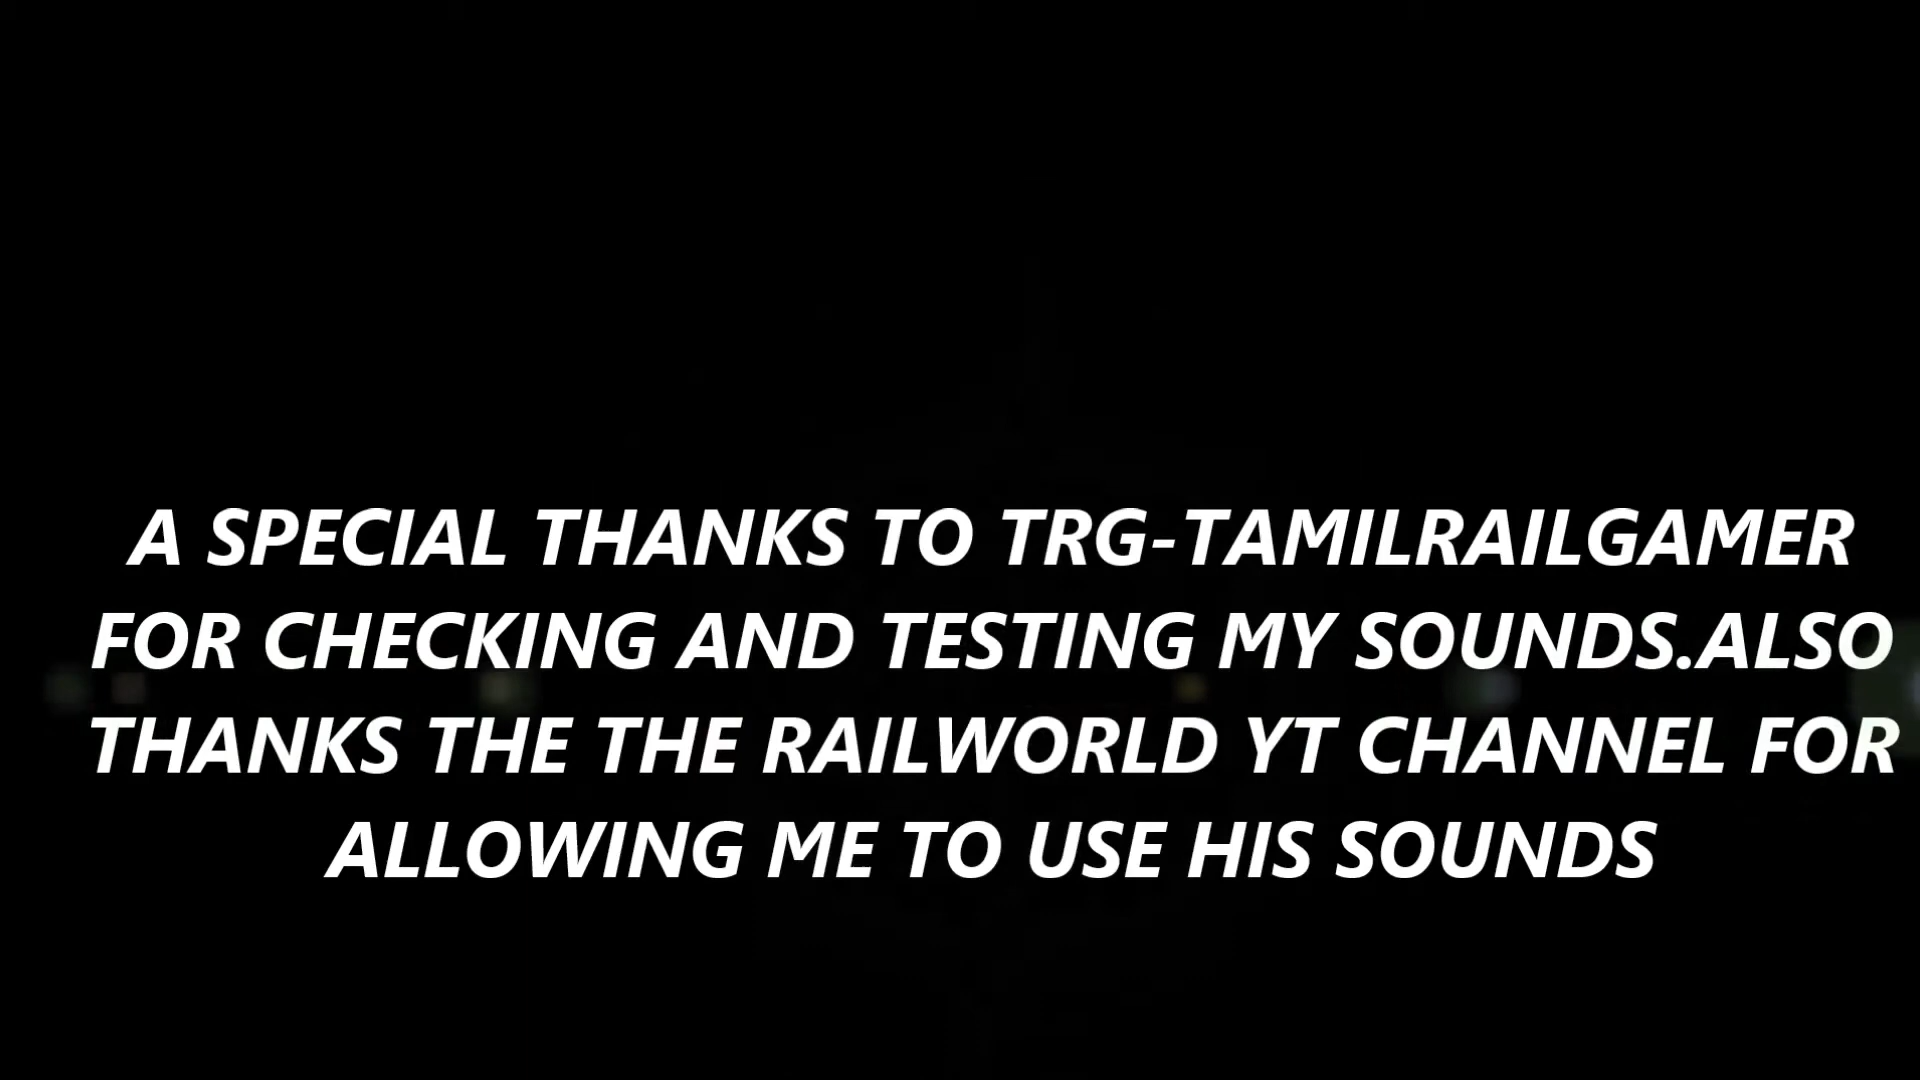 A SPECIAL THANKS TO TRG-TAMILRAILGAMER
FOR CHECKING AND TESTING MY SOUNDS.ALSO
THANKS THE THE RAILWORLD YT CHANNEL FOR
ALLOWING ME TO USE HIS SOUNDS